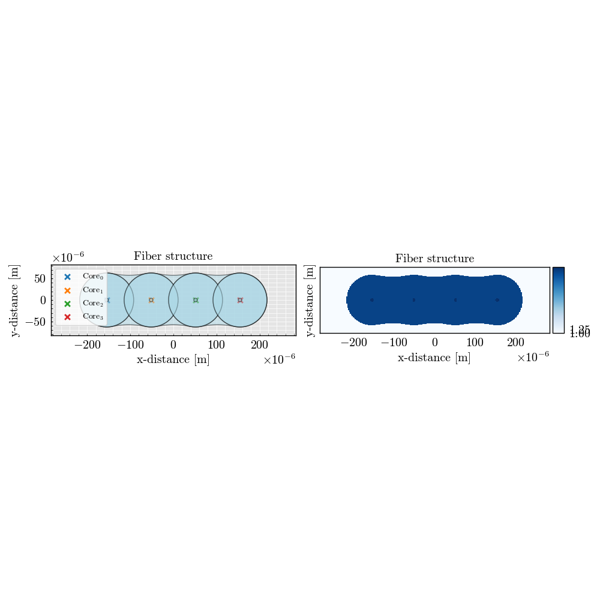 Fiber structure
×10⁻⁶
y-distance [m]
50
0
−50
Core₀
Core₁
Core₂
Core₃
−200 −100 0 100 200
x-distance [m]
×10⁻⁶
Fiber structure
y-distance [m]
−200 −100 0 100 200
x-distance [m]
×10⁻⁶
1.25
1.00